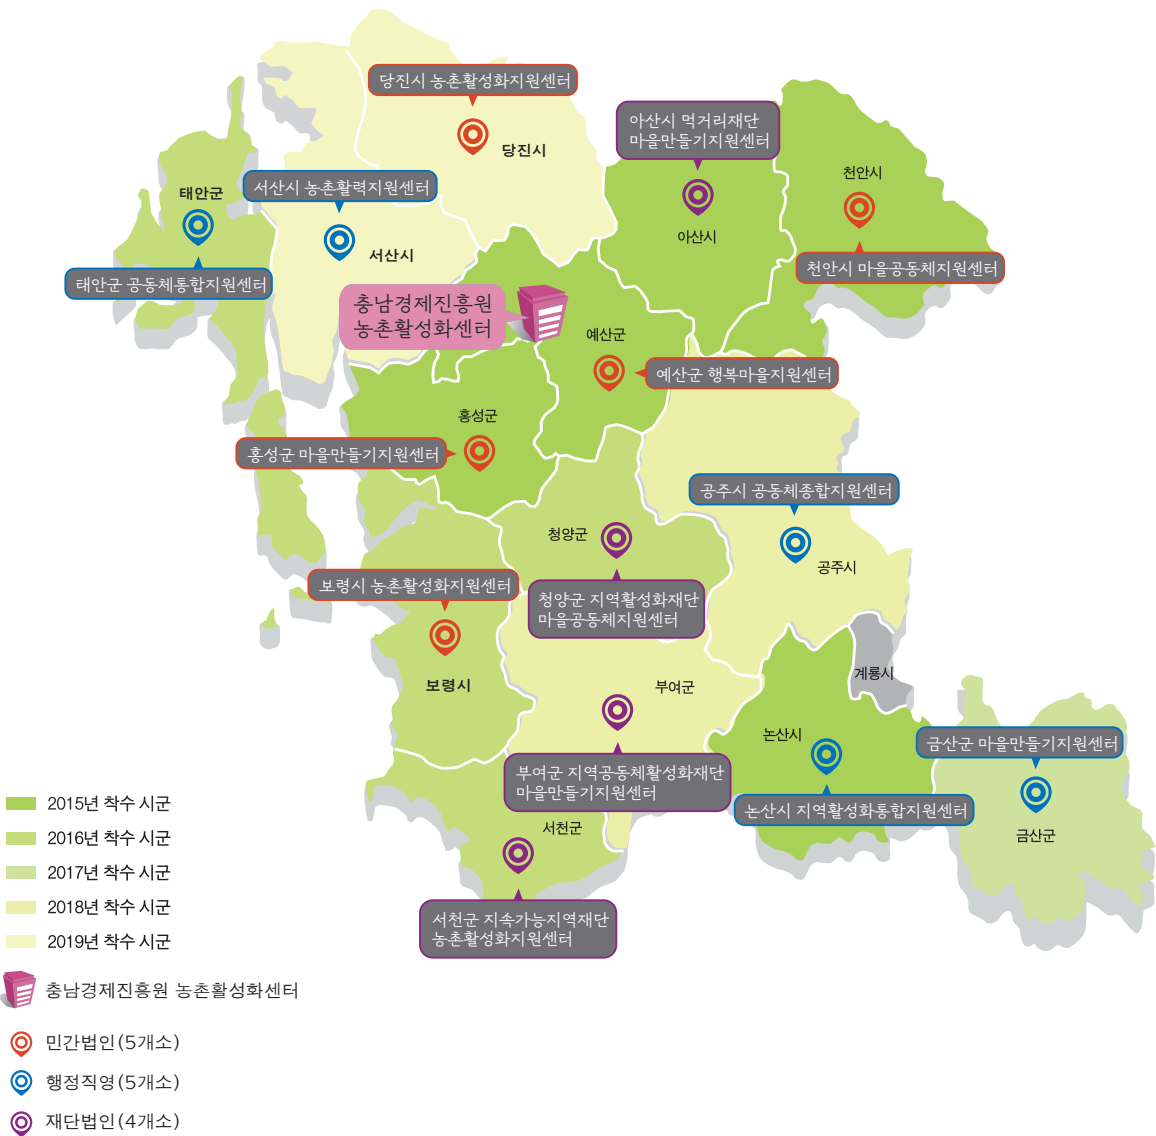 당진시 농촌활성화지원센터
당진시
아산시 먹거리재단
마을만들기지원센터
아산시
천안시
천안시 마을공동체지원센터
태안군
서산시 농촌활력지원센터
서산시
태안군 공동체통합지원센터
충남경제진흥원
농촌활성화센터
예산군
예산군 행복마을지원센터
홍성군
홍성군 마을만들기지원센터
공주시 공동체종합지원센터
공주시
청양군
청양군 지역활성화재단
마을공동체지원센터
보령시 농촌활성화지원센터
보령시
계룡시
부여군
부여군 지역공동체활성화재단
마을만들기지원센터
논산시
논산시 지역활성화통합지원센터
금산군 마을만들기지원센터
금산군
서천군
서천군 지속가능지역재단
농촌활성화지원센터
2015년 착수 시군
2016년 착수 시군
2017년 착수 시군
2018년 착수 시군
2019년 착수 시군
충남경제진흥원 농촌활성화센터
민간법인(5개소)
행정직영(5개소)
재단법인(4개소)